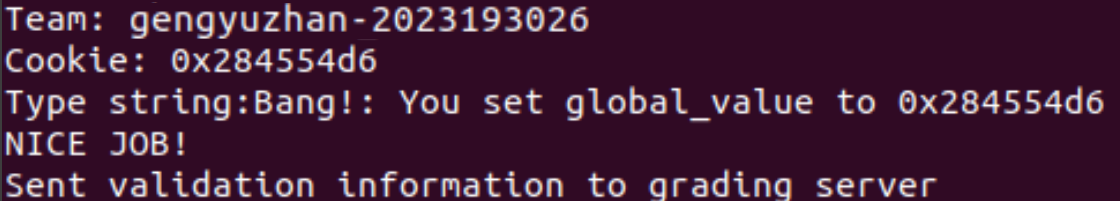 Team: gengyuzhan-2023193026
Cookie: 0x284554d6
Type string:Bang!: You set global_value to 0x284554d6
NICE JOB!
Sent validation information to grading server